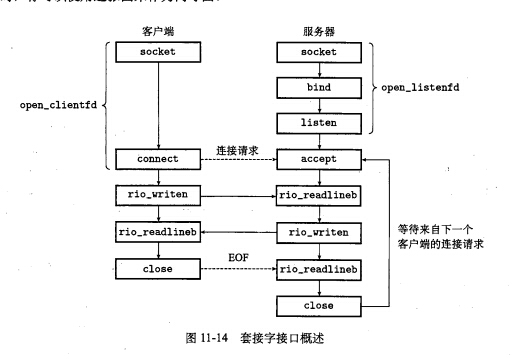 客户端
服务器
socket
socket
open_clientfd
bind
open_listenfd
listen
连接请求
connect
accept
rio_writen
rio_readlineb
等待来自下一个
客户端的连接请求
rio_readlineb
rio_writen
EOF
close
rio_readlineb
close
图 11-14 套接字接口概述